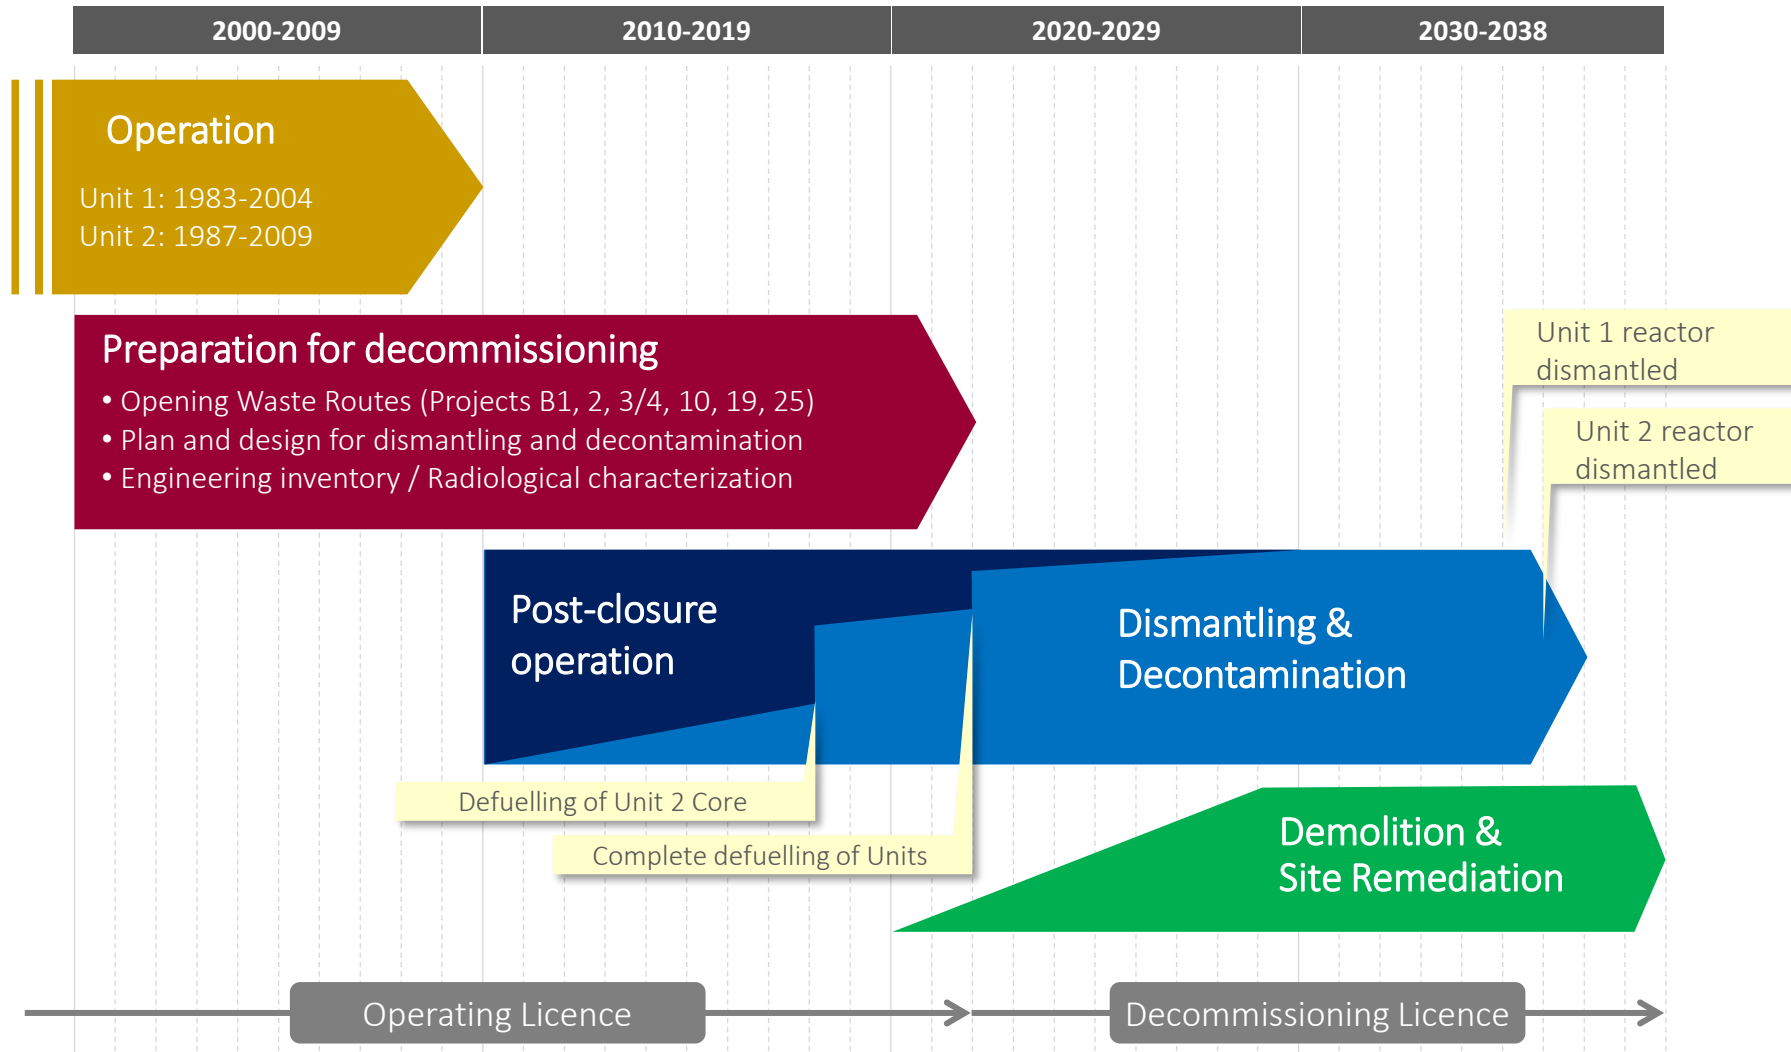 2000-2009
2010-2019
2020-2029
2030-2038
Operation
Unit 1: 1983-2004
Unit 2: 1987-2009
Preparation for decommissioning
• Opening Waste Routes (Projects B1, 2, 3/4, 10, 19, 25)
• Plan and design for dismantling and decontamination
• Engineering inventory / Radiological characterization
Unit 1 reactor
dismantled
Unit 2 reactor
dismantled
Post-closure
operation
Dismantling &
Decontamination
Defuelling of Unit 2 Core
Complete defuelling of Units
Demolition &
Site Remediation
Operating Licence
Decommissioning Licence